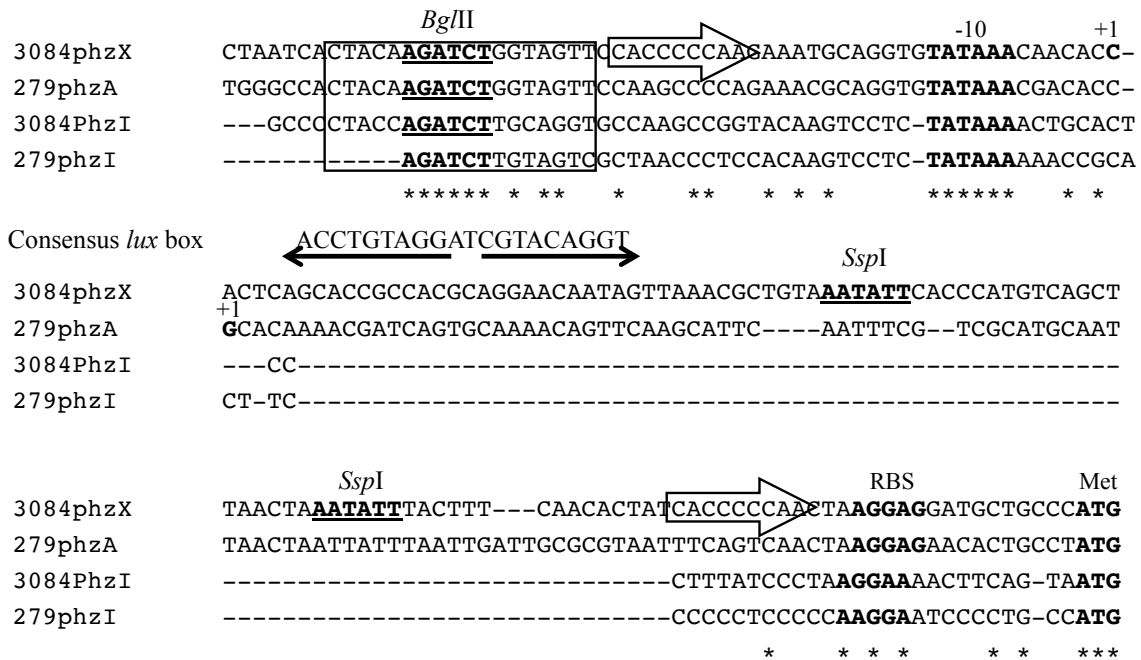 BglII
-10 +1
3084phzX CTAATCACTACAAGATCTGGTAGTTCCACCCCCAAGAAATGCAGGTGTATAAACAACACC-
279phzA TGGGCCACTACAAGATCTGGTAGTTCCAAGCCCCAGAAACGCAGGTGTATAAACGACACC-
3084PhzI ---GCCCCTACCAGATCTTGCAGGTGCCAAGCCGGTACAAGTCCTC-TATAAAACTGCACT
279phzI ------------AGATCTTGTAGTCGCTAACCCTCCACAAGTCCTC-TATAAAAAACCGCA
****** * ** * ** * * * ****** * *
Consensus lux box ACCTGTAGGATCGTACAGGT
SspI
3084phzX ACTCAGCACCGCCACGCAGGAACAATAGTTAAACGCTGTAAATATTCACCCATGTCAGCT
+1
279phzA GCACAAAACGATCAGTGCAAAACAGTTCAAGCATTC----AATTTCG--TCGCATGCAAT
3084PhzI ---CC-------------------------------------------------------
279phzI CT-TC-------------------------------------------------------
SspI RBS Met
3084phzX TAACTAAATATTTACTTT---CAACACTATCACCCCCAACTAAGGAGGATGCTGCCCATG
279phzA TAACTAATTATTTAATTGATTGCGCGTAATTTCAGTCAACTAAGGAGAACACTGCCTATG
3084PhzI ------------------------------CTTTATCCCTAAGGAAAACTTCAG-TAATG
279phzI ------------------------------CCCCCTCCCCCAAGGAATCCCCTG-CCATG
* * * * * * ***